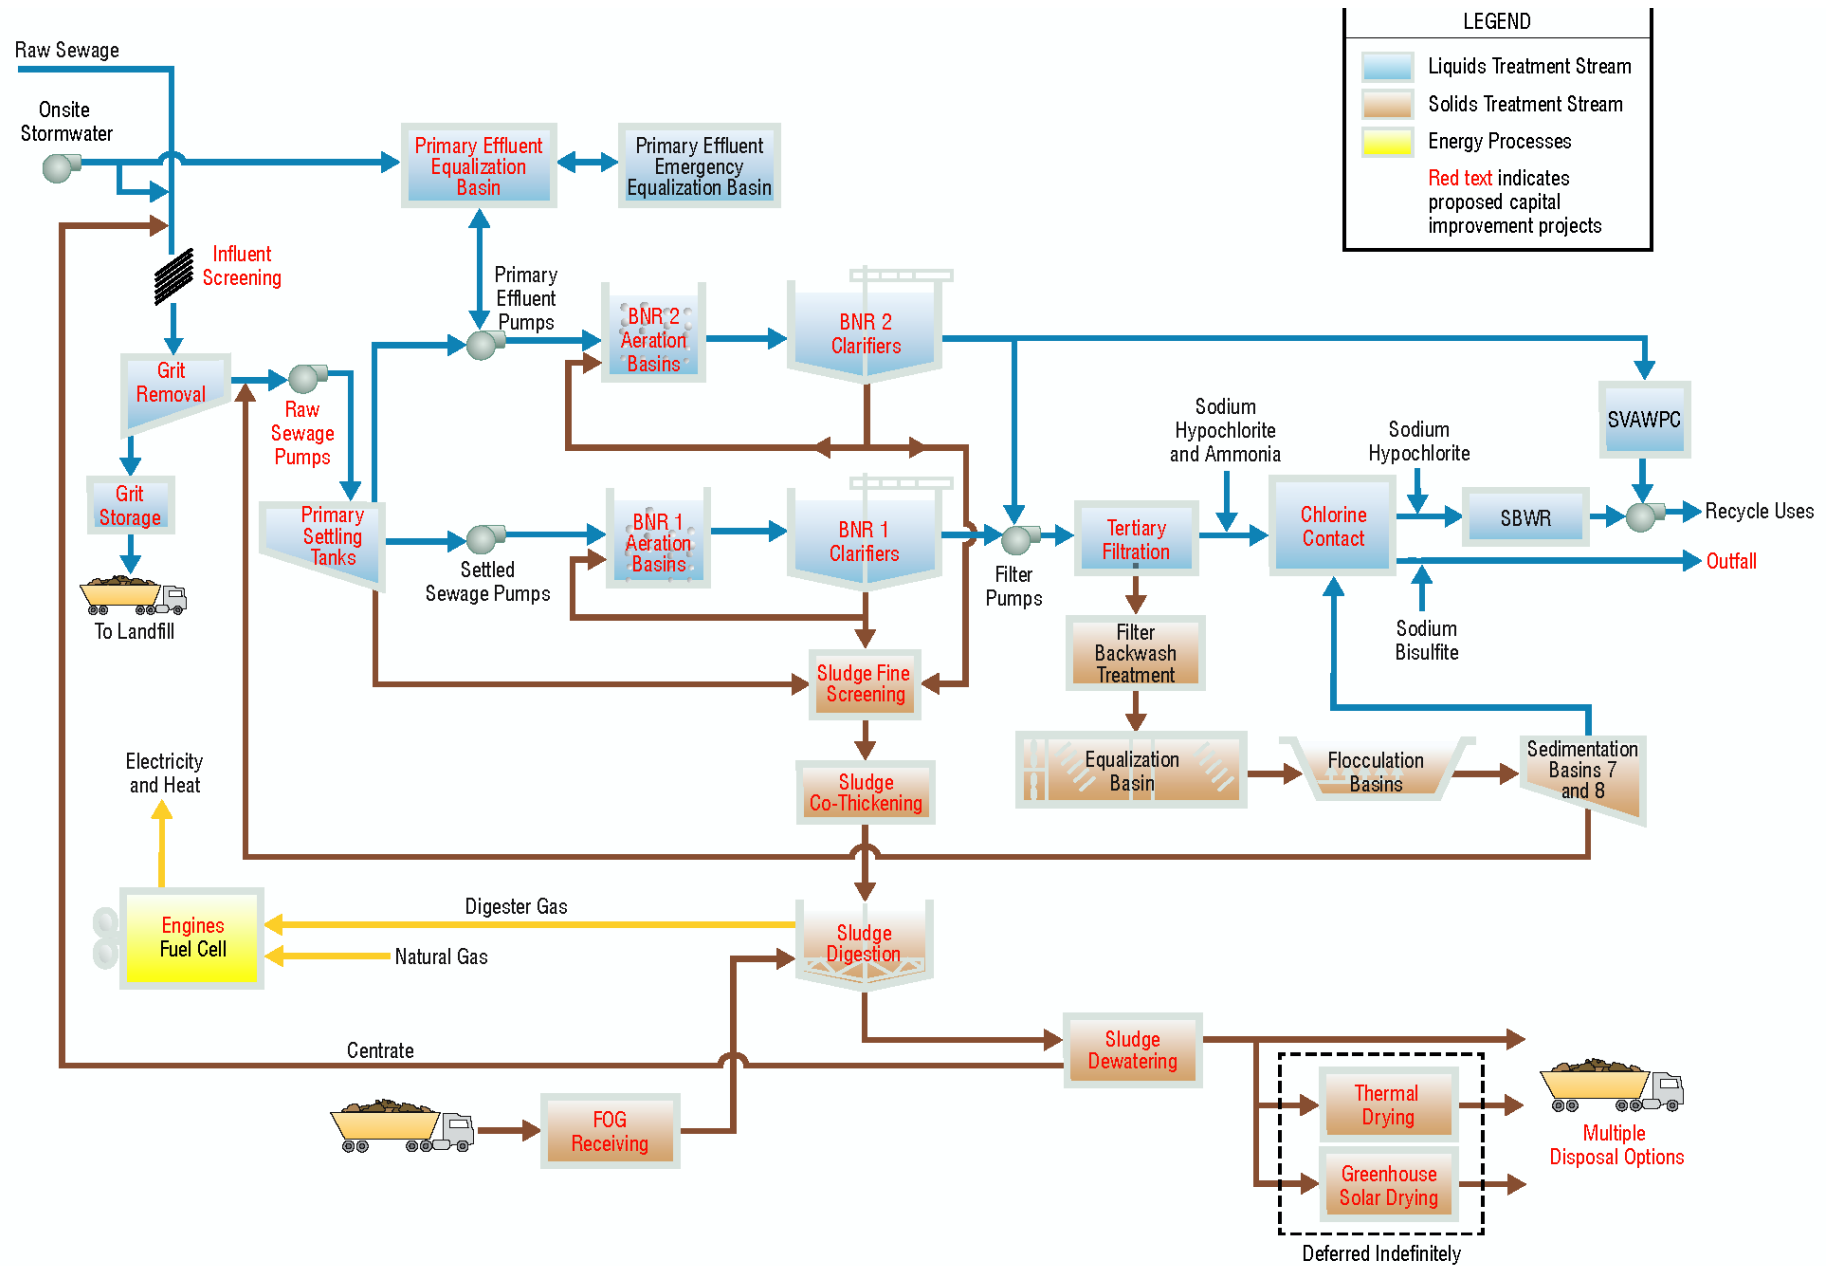 LEGEND
Liquids Treatment Stream
Solids Treatment Stream
Energy Processes
Red text indicates
proposed capital
improvement projects
Raw Sewage
Onsite
Stormwater
Primary Effluent
Equalization
Basin
Primary Effluent
Emergency
Equalization Basin
Influent
Screening
Primary
Effluent
Pumps
BNR 2
Aeration
Basins
BNR 2
Clarifiers
Grit
Removal
Raw
Sewage
Pumps
SVAWPC
Sodium
Hypochlorite
and Ammonia
Sodium
Hypochlorite
Grit
Storage
Primary
Settling
Tanks
Settled
Sewage Pumps
BNR 1
Aeration
Basins
BNR 1
Clarifiers
Filter
Pumps
Tertiary
Filtration
Chlorine
Contact
SBWR
Recycle Uses
Outfall
Sodium
Bisulfite
To Landfill
Filter
Backwash
Treatment
Sludge Fine
Screening
Equalization
Basin
Flocculation
Basins
Sedimentation
Basins 7
and 8
Electricity
and Heat
Sludge
Co-Thickening
Engines
Fuel Cell
Digester Gas
Natural Gas
Sludge
Digestion
Centrate
Sludge
Dewatering
FOG
Receiving
Thermal
Drying
Greenhouse
Solar Drying
Multiple
Disposal Options
Deferred Indefinitely